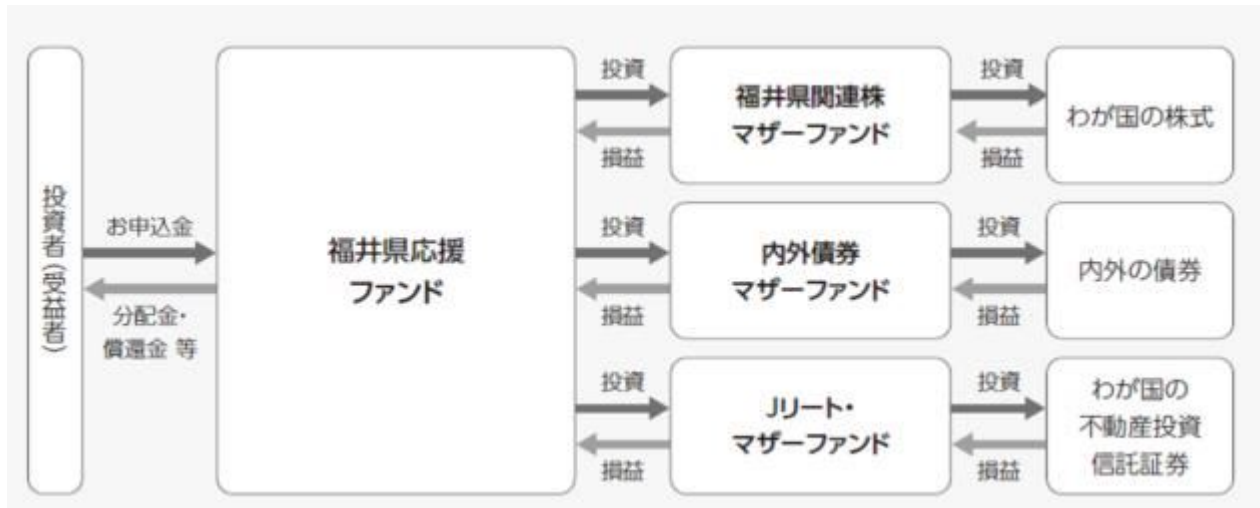 投資者(受益者)
お申込金
分配金・
償還金 等
福井県応援
ファンド
投資
損益
福井県関連株
マザーファンド
投資
損益
わが国の株式
投資
損益
内外債券
マザーファンド
投資
損益
内外の債券
投資
損益
Jリート・
マザーファンド
投資
損益
わが国の
不動産投資
信託証券